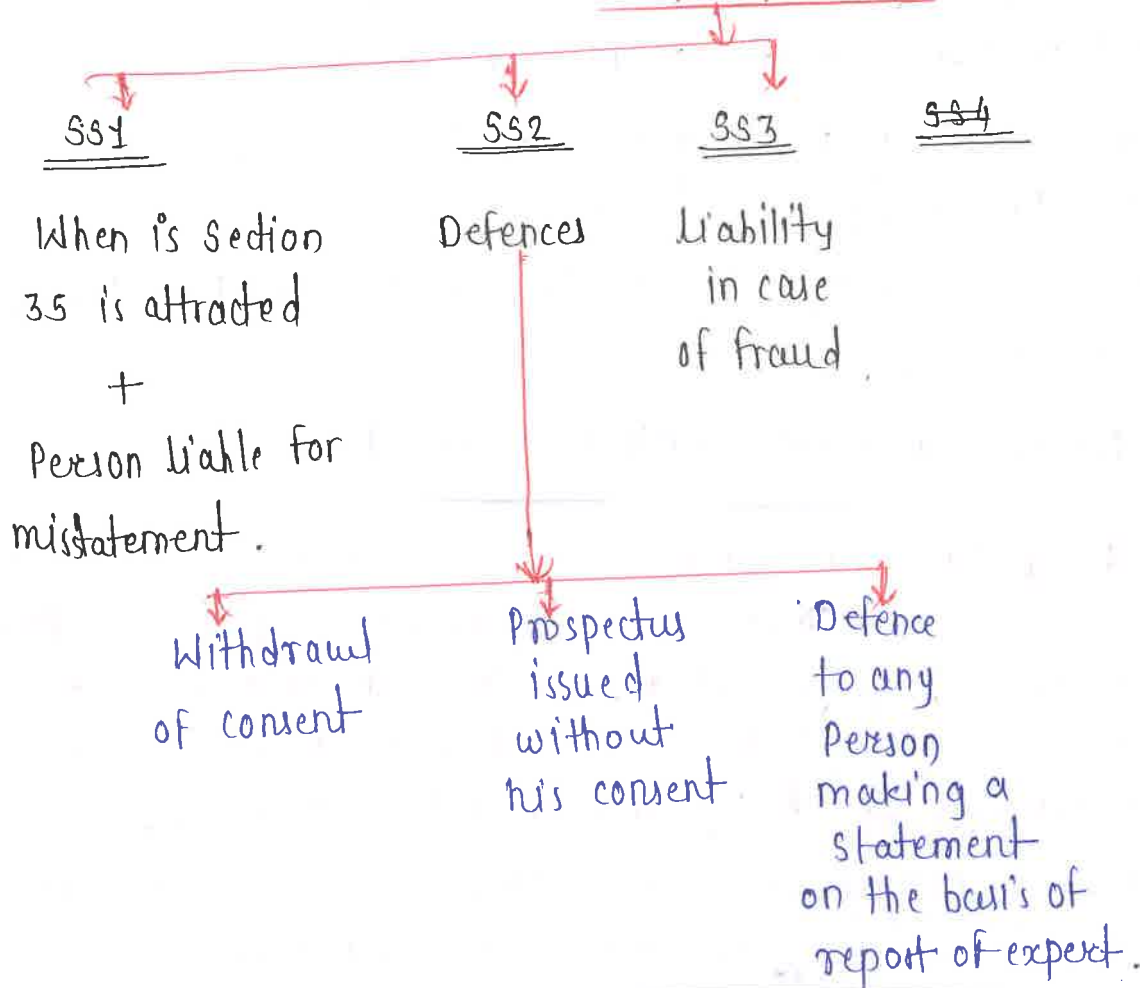 SS1
SS2
SS3
SS4
When is section
35 is attracted
+
Person liable for
misstatement.
Defences
Liability
in case
of fraud.
Withdrawl
of consent
Prospectus
issued
without
his consent
Defence
to any
Person
making a
statement
on the basis of
report of expert.